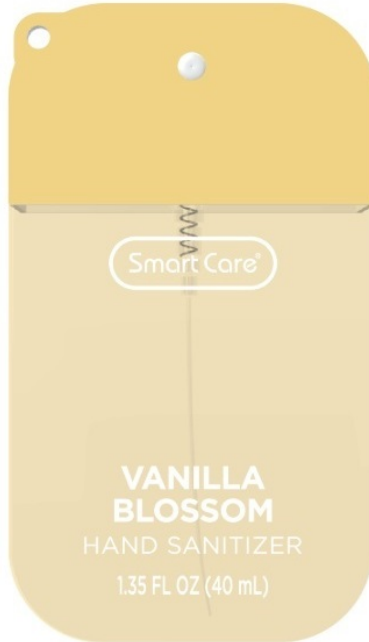 Smart Care®
VANILLA
BLOSSOM
HAND SANITIZER
1.35 FL OZ (40 mL)